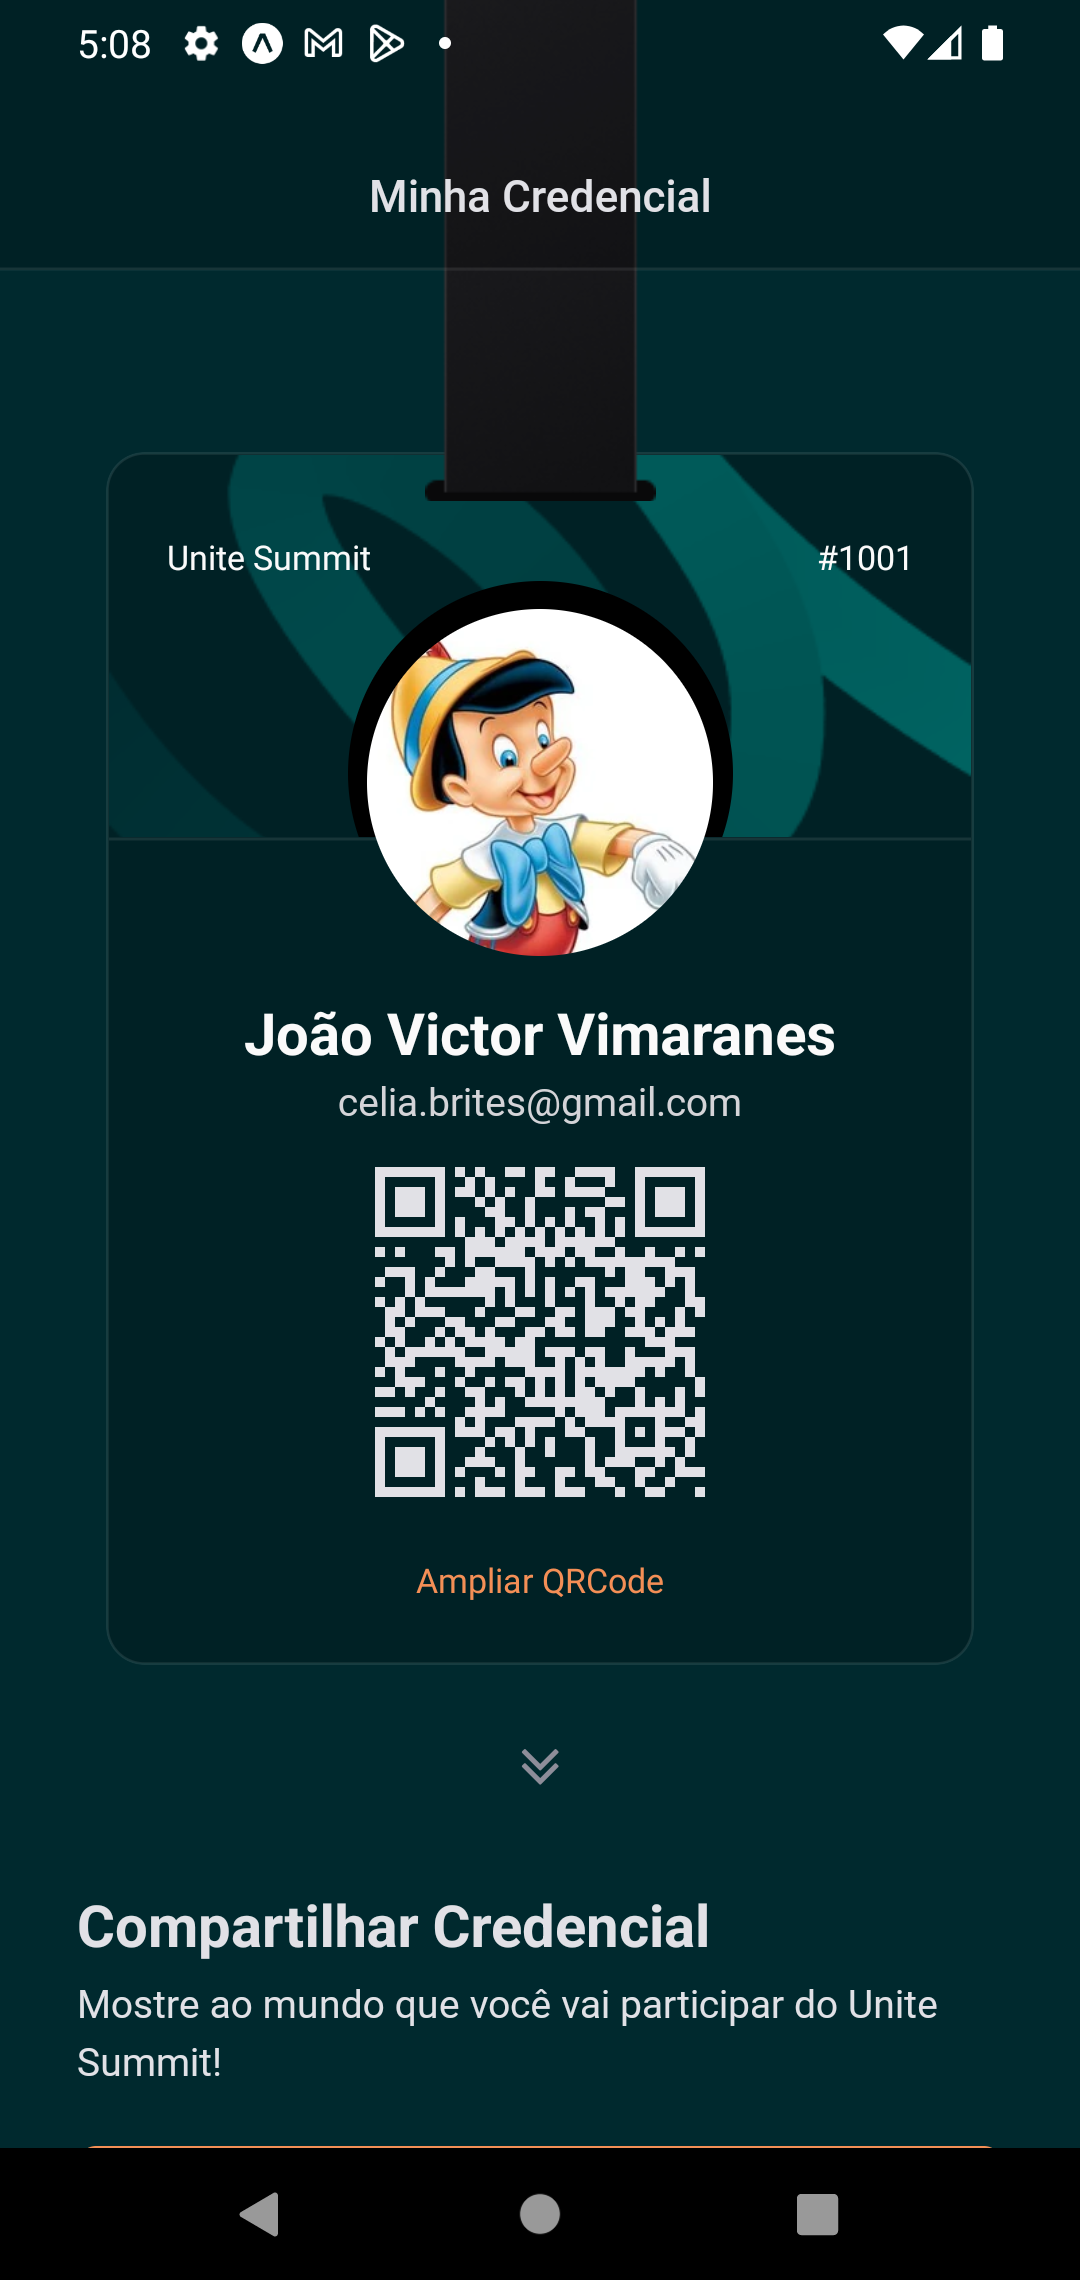 5:08
Minha Credencial
Unite Summit
#1001
João Victor Vimaranes
celia.brites@gmail.com
Ampliar QRCode
Compartilhar Credencial
Mostre ao mundo que você vai participar do Unite
Summit!